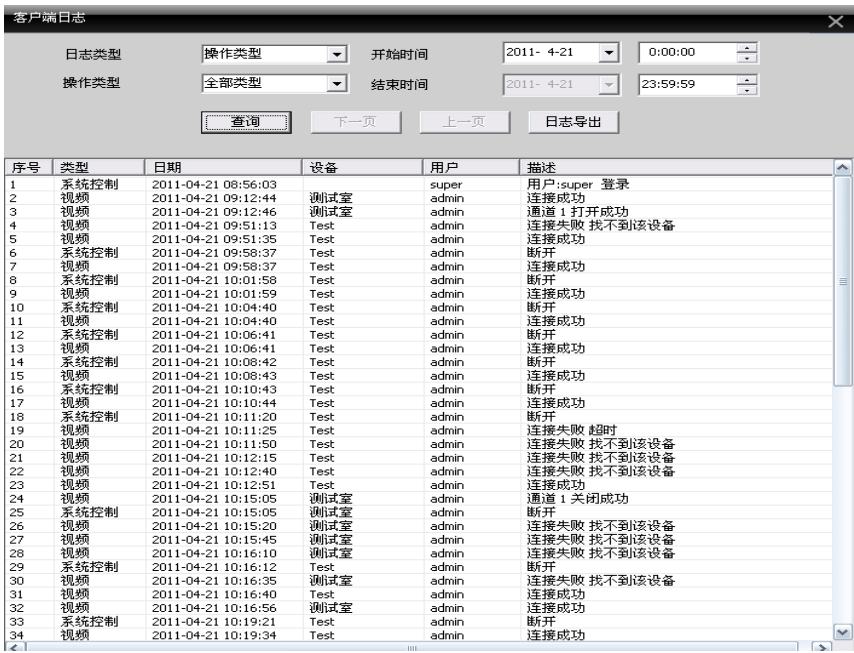 客户端日志
日志类型 操作类型 开始时间 2011- 4-21 0:00:00
操作类型 全部类型 结束时间 2011- 4-21 23:59:59
查询 下一页 上一页 日志导出
序号 类型 日期 设备 用户 描述
1 系统控制 2011-04-21 08:56:03 super 用户:super 登录
2 视频 2011-04-21 09:12:44 测试室 admin 连接成功
3 视频 2011-04-21 09:12:46 测试室 admin 通道 1 打开成功
4 视频 2011-04-21 09:51:13 Test admin 连接失败 找不到该设备
5 视频 2011-04-21 09:51:35 Test admin 连接成功
6 系统控制 2011-04-21 09:58:37 Test admin 断开
7 视频 2011-04-21 09:58:37 Test admin 连接成功
8 系统控制 2011-04-21 10:01:58 Test admin 断开
9 视频 2011-04-21 10:01:59 Test admin 连接成功
10 系统控制 2011-04-21 10:04:40 Test admin 断开
11 视频 2011-04-21 10:04:40 Test admin 连接成功
12 系统控制 2011-04-21 10:06:41 Test admin 断开
13 视频 2011-04-21 10:06:41 Test admin 连接成功
14 系统控制 2011-04-21 10:08:42 Test admin 断开
15 视频 2011-04-21 10:08:43 Test admin 连接成功
16 系统控制 2011-04-21 10:10:43 Test admin 断开
17 视频 2011-04-21 10:10:44 Test admin 连接成功
18 系统控制 2011-04-21 10:11:20 Test admin 断开
19 视频 2011-04-21 10:11:25 Test admin 连接失败 超时
20 视频 2011-04-21 10:11:50 Test admin 连接失败 找不到该设备
21 视频 2011-04-21 10:12:15 Test admin 连接失败 找不到该设备
22 视频 2011-04-21 10:12:40 Test admin 连接失败 找不到该设备
23 视频 2011-04-21 10:12:51 Test admin 连接成功
24 视频 2011-04-21 10:15:05 测试室 admin 通道 1 关闭成功
25 系统控制 2011-04-21 10:15:05 测试室 admin 断开
26 视频 2011-04-21 10:15:20 测试室 admin 连接失败 找不到该设备
27 视频 2011-04-21 10:15:45 测试室 admin 连接失败 找不到该设备
28 视频 2011-04-21 10:16:10 测试室 admin 连接失败 找不到该设备
29 系统控制 2011-04-21 10:16:12 Test admin 断开
30 视频 2011-04-21 10:16:35 测试室 admin 连接失败 找不到该设备
31 视频 2011-04-21 10:16:40 Test admin 连接成功
32 视频 2011-04-21 10:16:56 测试室 admin 连接成功
33 系统控制 2011-04-21 10:19:21 Test admin 断开
34 视频 2011-04-21 10:19:34 Test admin 连接成功